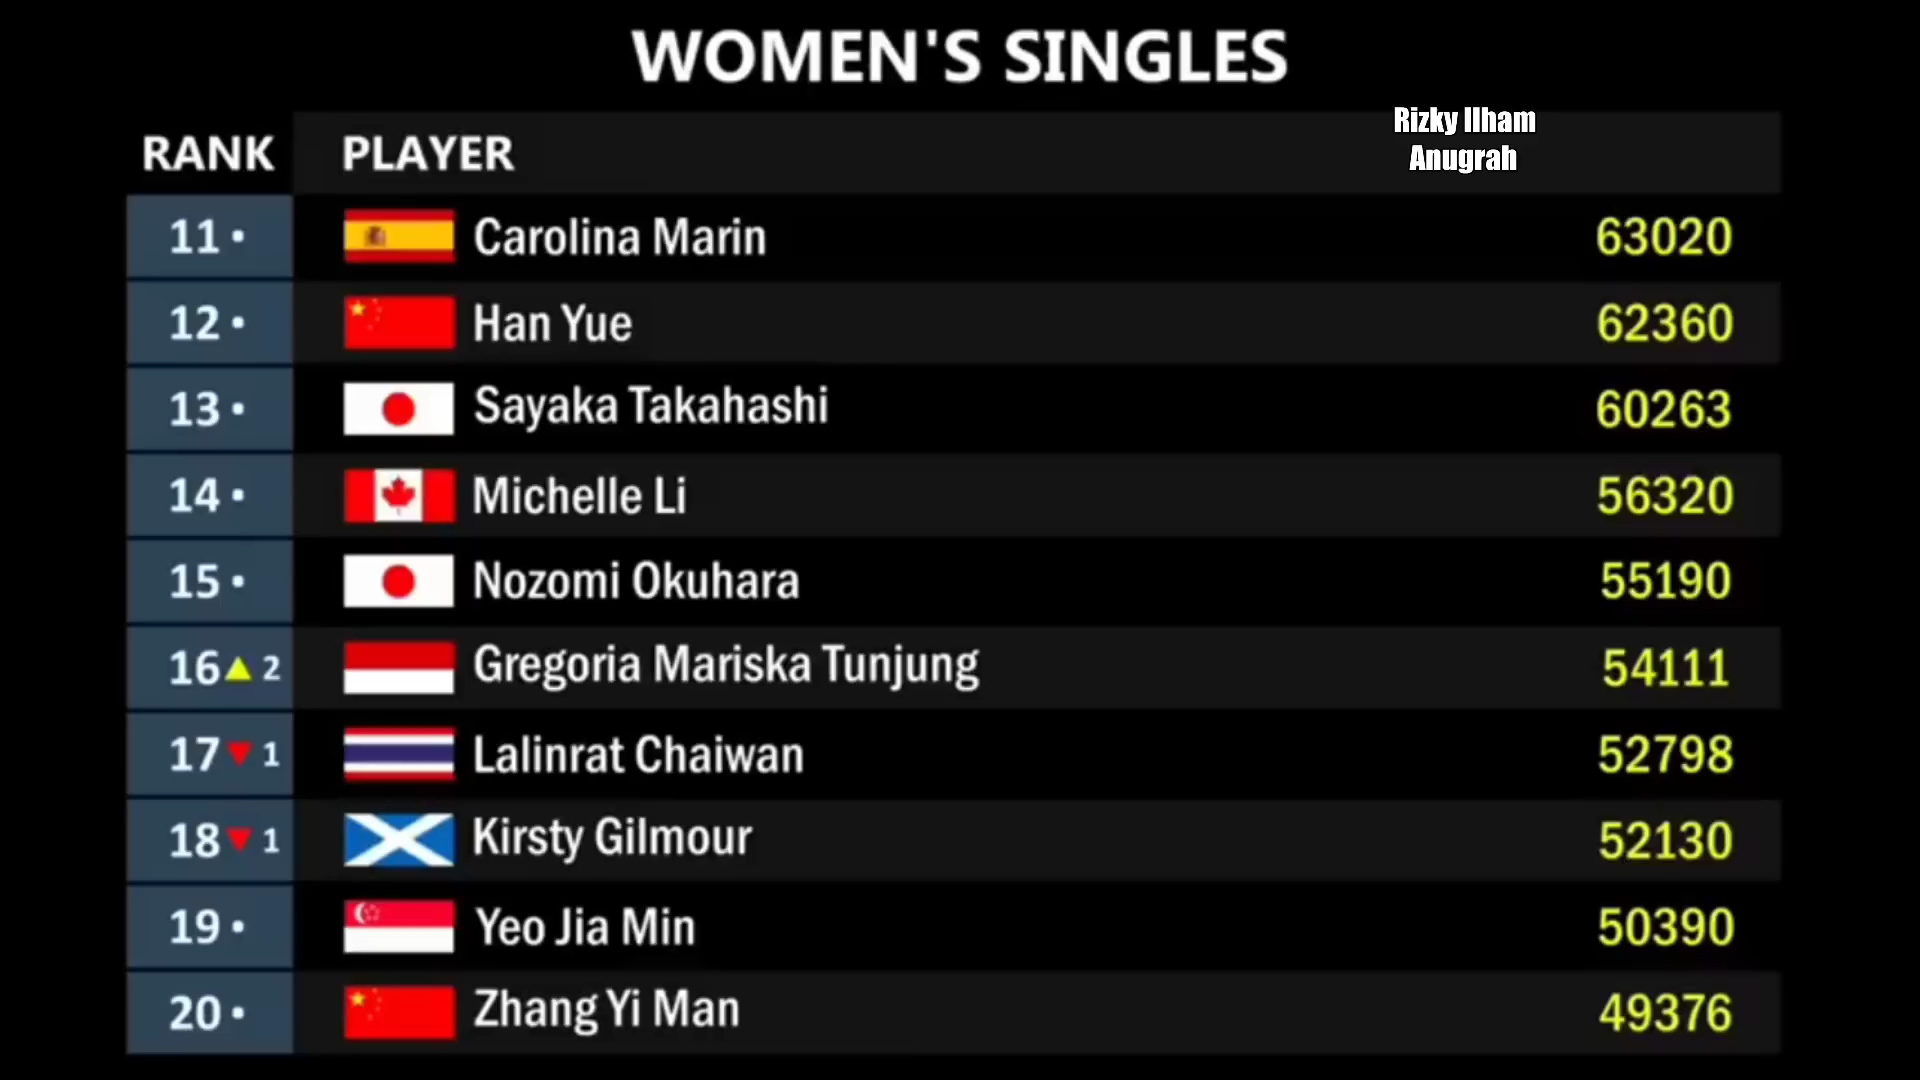 WOMEN'S SINGLES
RANK PLAYER Rizky Ilham
Anugrah
11 • Carolina Marin 63020
12 • Han Yue 62360
13 • Sayaka Takahashi 60263
14 • Michelle Li 56320
15 • Nozomi Okuhara 55190
16 ▲ 2 Gregoria Mariska Tunjung 54111
17 ▼ 1 Lalinrat Chaiwan 52798
18 ▼ 1 Kirsty Gilmour 52130
19 • Yeo Jia Min 50390
20 • Zhang Yi Man 49376